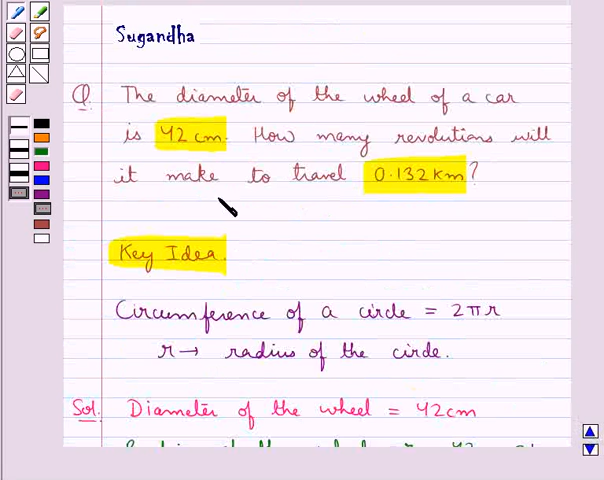 Sugandha
Q. The diameter of the wheel of a car
is 42 cm. How many revolutions will
it make to travel 0.132 Km?
Key Idea.
Circumference of a circle = 2πr
r → radius of the circle.
Sol. Diameter of the wheel = 42cm